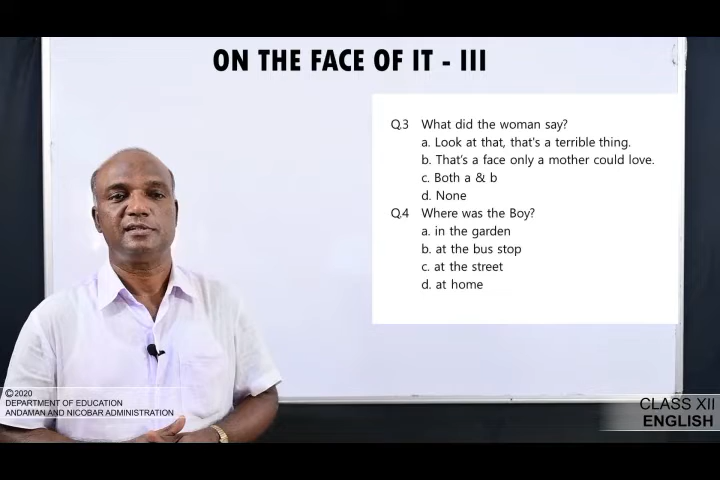 ON THE FACE OF IT - III
Q.3 What did the woman say?
a. Look at that, that's a terrible thing.
b. That's a face only a mother could love.
c. Both a & b
d. None
Q.4 Where was the Boy?
a. in the garden
b. at the bus stop
c. at the street
d. at home
©2020
DEPARTMENT OF EDUCATION
ANDAMAN AND NICOBAR ADMINISTRATION
CLASS XII
ENGLISH